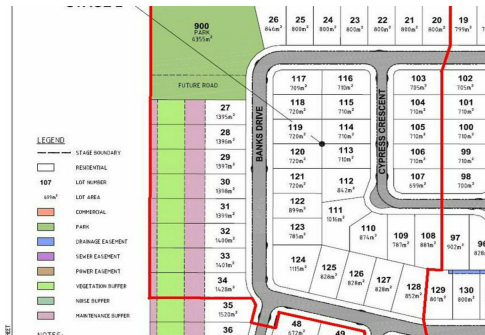 900
PARK
4355m²
26
846m²
25
800m²
24
800m²
23
800m²
22
800m²
21
800m²
20
800m²
19
799m²
FUTURE ROAD
117
709m²
116
710m²
103
705m²
102
705m²
27
1395m²
118
720m²
115
710m²
104
710m²
101
710m²
28
1396m²
119
720m²
114
710m²
105
710m²
100
710m²
29
1397m²
120
720m²
113
710m²
106
710m²
99
710m²
30
1398m²
121
720m²
112
842m²
107
699m²
98
700m²
31
1399m²
122
899m²
111
1016m²
32
1400m²
123
785m²
110
874m²
109
787m²
108
881m²
97
902m²
96
33
1401m²
124
1115m²
125
828m²
126
828m²
127
828m²
128
852m²
129
801m²
130
800m²
34
1428m²
35
1520m²
36
48
672m²
49
BANKS DRIVE
CYPRESS CRESCENT
LEGEND
STAGE BOUNDARY
RESIDENTIAL
107 LOT NUMBER
699m² LOT AREA
COMMERCIAL
PARK
DRAINAGE EASEMENT
SEWER EASEMENT
POWER EASEMENT
VEGETATION BUFFER
NOISE BUFFER
MAINTENANCE BUFFER
NOTES: